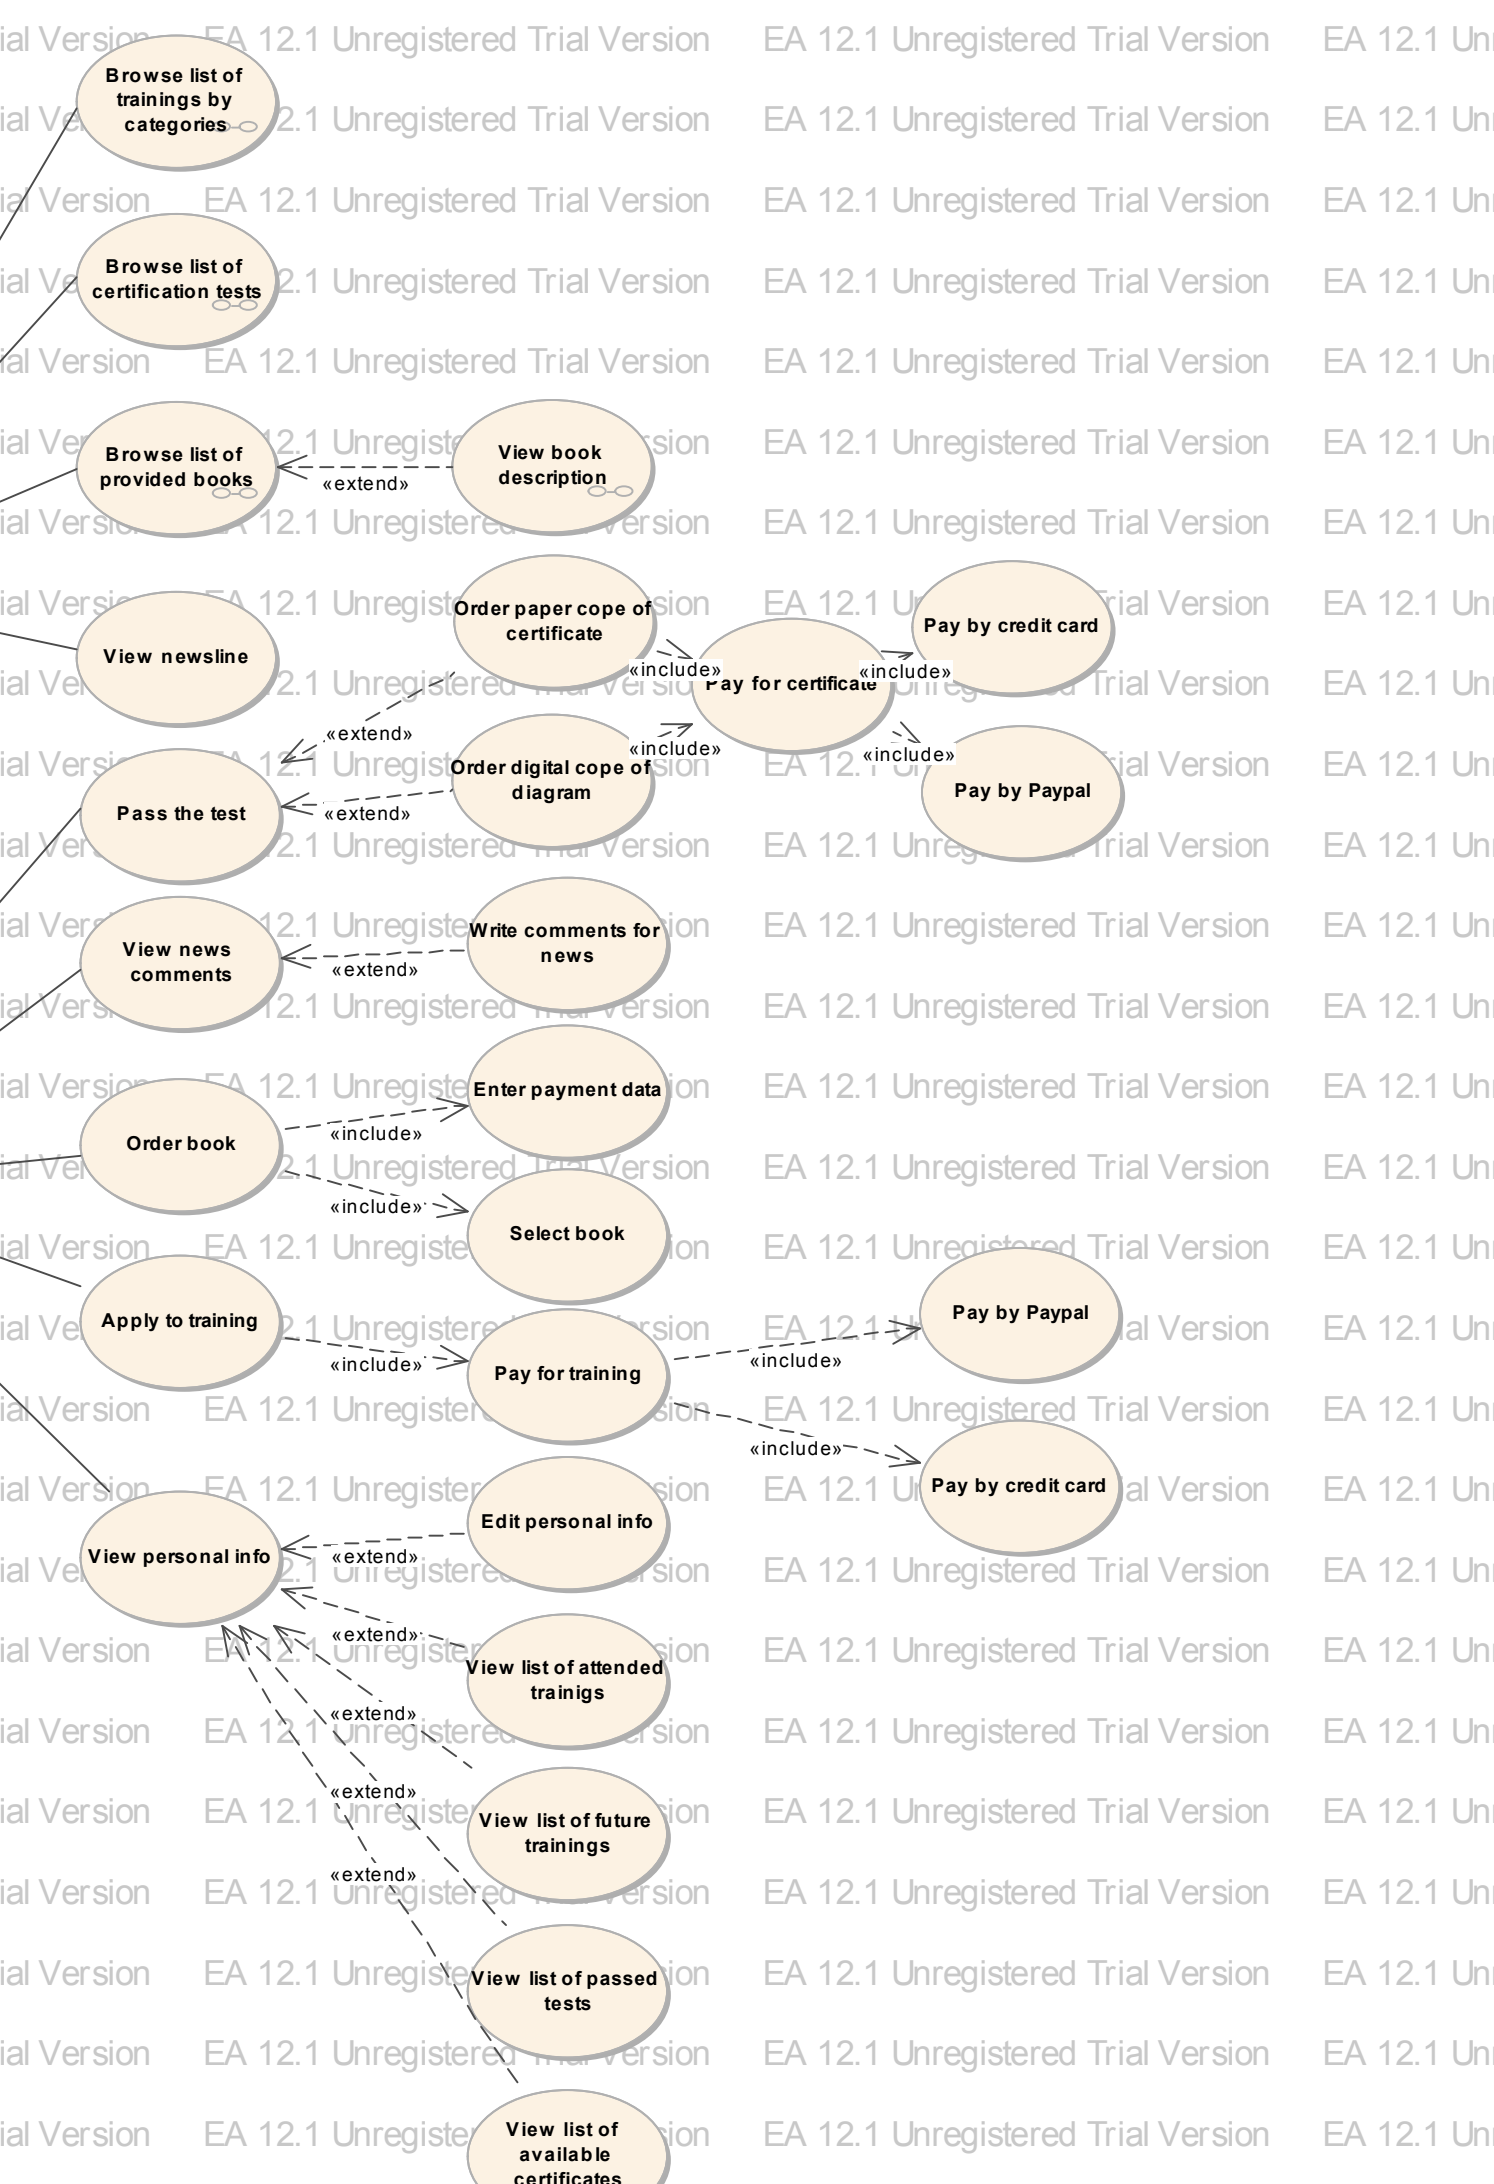 Browse list of
trainings by
categories
Browse list of
certification tests
Browse list of
provided books
«extend»
View book
description
Order paper cope of
certificate
«include»
Pay for certificate
«include»
Pay by credit card
View newsline
«extend»
Order digital cope of
diagram
«include»
«include»
Pay by Paypal
Pass the test
«extend»
View news
comments
«extend»
Write comments for
news
Order book
«include»
Enter payment data
«include»
Select book
Apply to training
«include»
Pay for training
«include»
Pay by Paypal
«include»
Pay by credit card
View personal info
«extend»
Edit personal info
«extend»
View list of attended
trainigs
«extend»
View list of future
trainings
«extend»
«extend»
View list of passed
tests
View list of
available
certificates
EA 12.1 Unregistered Trial Version